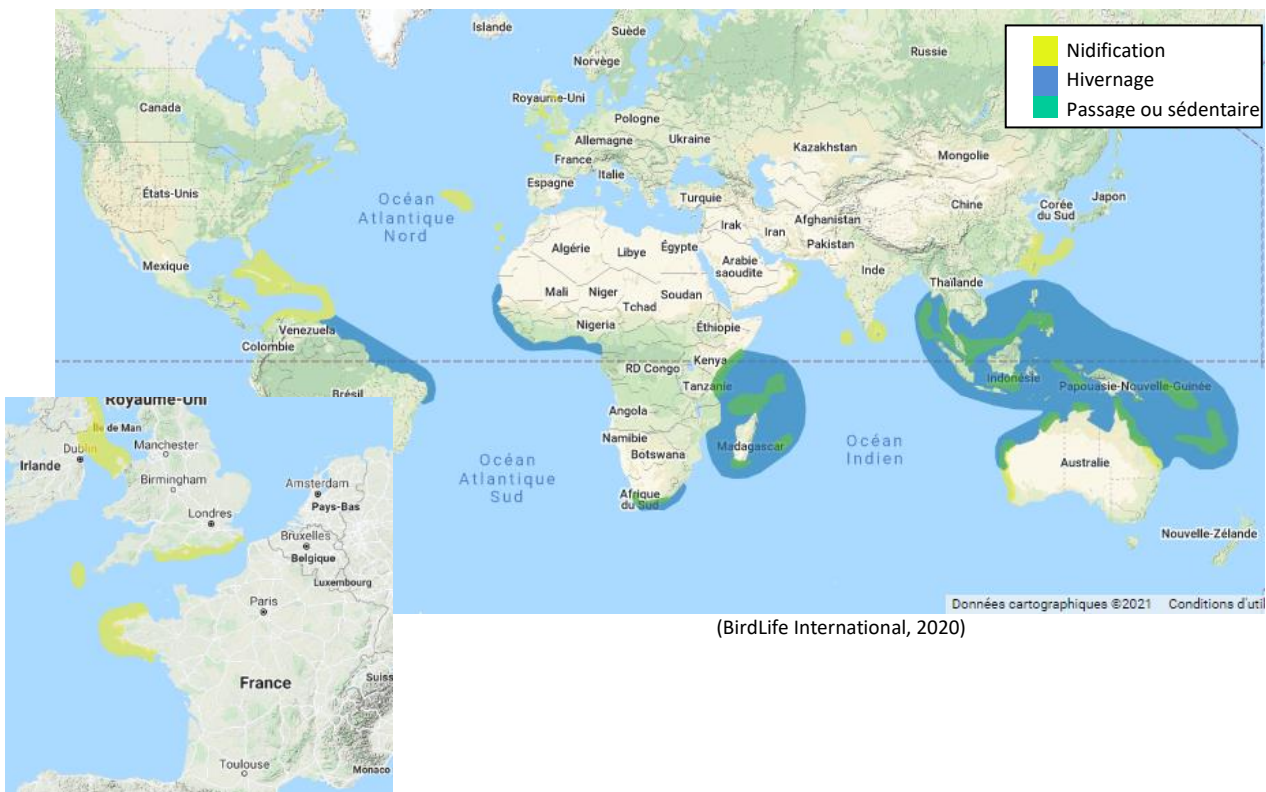 Nidification
Hivernage
Passage ou sédentaire
Islande
Suède
Norvège
Russie
Canada
Royaume-Uni
Pologne
Allemagne
Ukraine
Kazakhstan
Mongolie
France
Italie
États-Unis
Océan
Atlantique
Nord
Espagne
Turquie
Chine
Corée
du Sud
Japon
Afghanistan
Irak
Iran
Pakistan
Mexique
Algérie
Libye
Égypte
Arabie
saoudite
Inde
Thaïlande
Mali
Niger
Soudan
Tchad
Venezuela
Colombie
Nigeria
Éthiopie
RD Congo
Kenya
Tanzanie
Indonésie
Papouasie-Nouvelle-Guinée
Brésil
Angola
Namibie
Botswana
Madagascar
Océan
Indien
Australie
Océan
Atlantique
Sud
Afrique
du Sud
Nouvelle-Zélande
Données cartographiques ©2021 Conditions d'util
(BirdLife International, 2020)
Royaume-Uni
Île de Man
Dublin
Manchester
Irlande
Birmingham
Amsterdam
Pays-Bas
Londres
Bruxelles
Belgique
Luxembourg
Paris
France
Suiss
Toulouse
Monaco